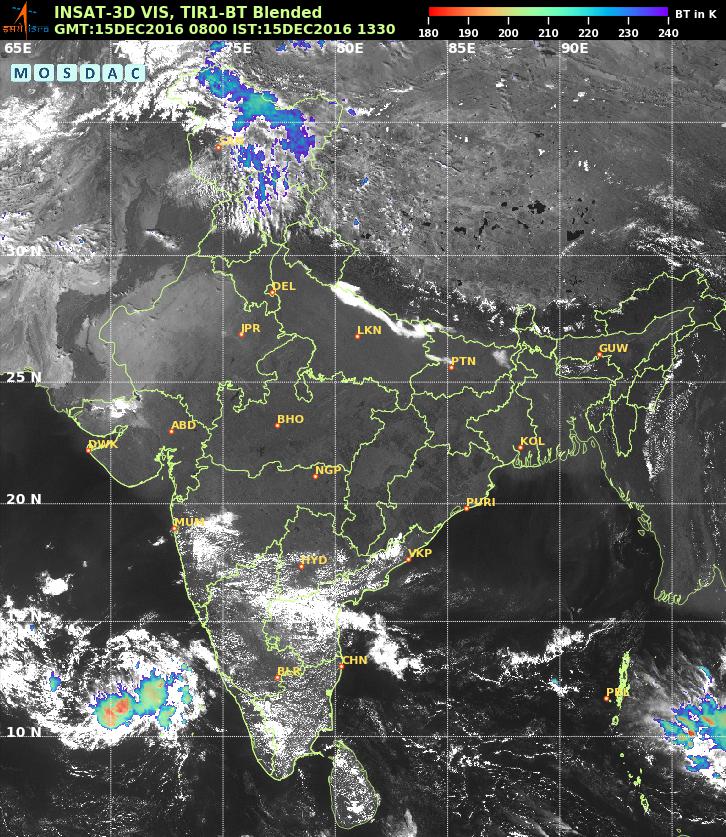 INSAT-3D VIS, TIR1-BT Blended
GMT:15DEC2016 0800 IST:15DEC2016 1330
BT in K
180 190 200 210 220 230 240
65E 75E 80E 85E 90E
MOSDAC
30 N
DEL
JPR LKN
GUW
PTN
25 N
ABD BHO
DWK KOL
NGP
20 N
PURI
MUM
HYD VKP
CHN
BLR
10 N